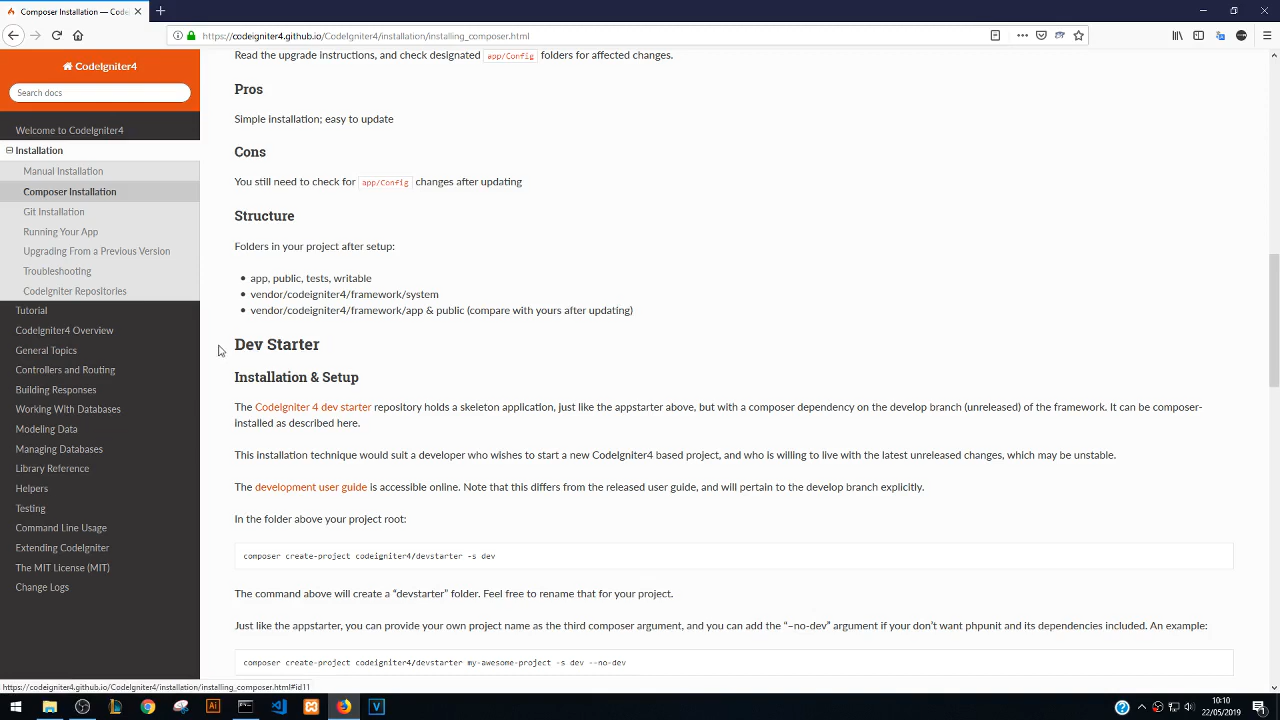 Composer Installation — Code
https://codeigniter4.github.io/CodeIgniter4/installation/installing_composer.html
CodeIgniter4
Search docs
Welcome to CodeIgniter4
Installation
Manual Installation
Composer Installation
Git Installation
Running Your App
Upgrading From a Previous Version
Troubleshooting
CodeIgniter Repositories
Tutorial
CodeIgniter4 Overview
General Topics
Controllers and Routing
Building Responses
Working With Databases
Modeling Data
Managing Databases
Library Reference
Helpers
Testing
Command Line Usage
Extending CodeIgniter
The MIT License (MIT)
Change Logs
Read the upgrade instructions, and check designated app/Config folders for affected changes.
Pros
Simple installation; easy to update
Cons
You still need to check for app/Config changes after updating
Structure
Folders in your project after setup:
app, public, tests, writable
vendor/codeigniter4/framework/system
vendor/codeigniter4/framework/app & public (compare with yours after updating)
Dev Starter
Installation & Setup
The CodeIgniter 4 dev starter repository holds a skeleton application, just like the appstarter above, but with a composer dependency on the develop branch (unreleased) of the framework. It can be composer-
installed as described here.
This installation technique would suit a developer who wishes to start a new CodeIgniter4 based project, and who is willing to live with the latest unreleased changes, which may be unstable.
The development user guide is accessible online. Note that this differs from the released user guide, and will pertain to the develop branch explicitly.
In the folder above your project root:
composer create-project codeigniter4/devstarter -s dev
The command above will create a “devstarter” folder. Feel free to rename that for your project.
Just like the appstarter, you can provide your own project name as the third composer argument, and you can add the “–no-dev” argument if your don’t want phpunit and its dependencies included. An example:
composer create-project codeigniter4/devstarter my-awesome-project -s dev --no-dev
https://codeigniter4.github.io/CodeIgniter4/installation/installing_composer.html#id11
Ai
V
10:10
22/05/2019